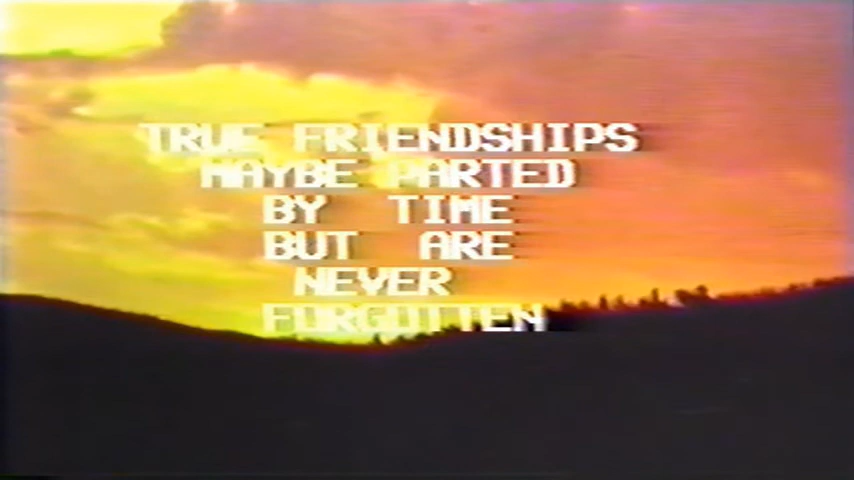 TRUE FRIENDSHIPS
MAYBE PARTED
BY TIME
BUT ARE
NEVER
FORGOTTEN